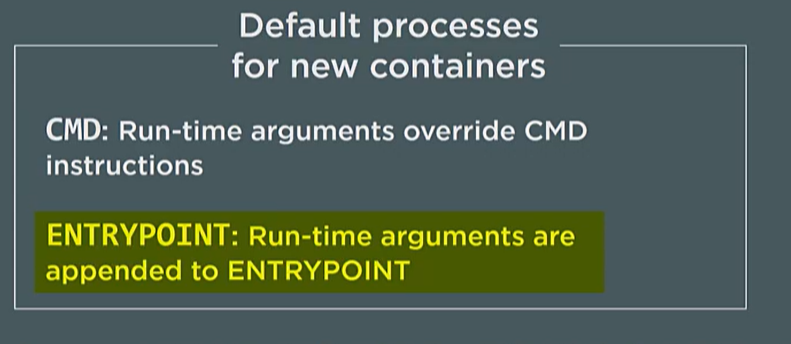 Default processes
for new containers
CMD: Run-time arguments override CMD
instructions
ENTRYPOINT: Run-time arguments are
appended to ENTRYPOINT